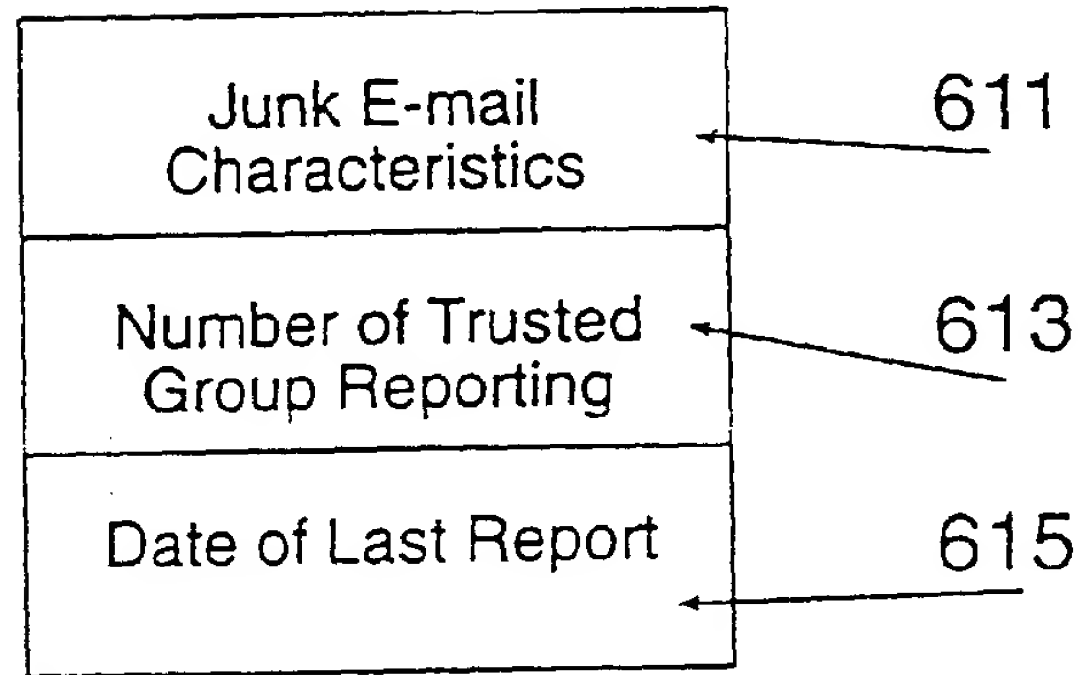 Junk E-mail
Characteristics
611
Number of Trusted
Group Reporting
613
Date of Last Report
615